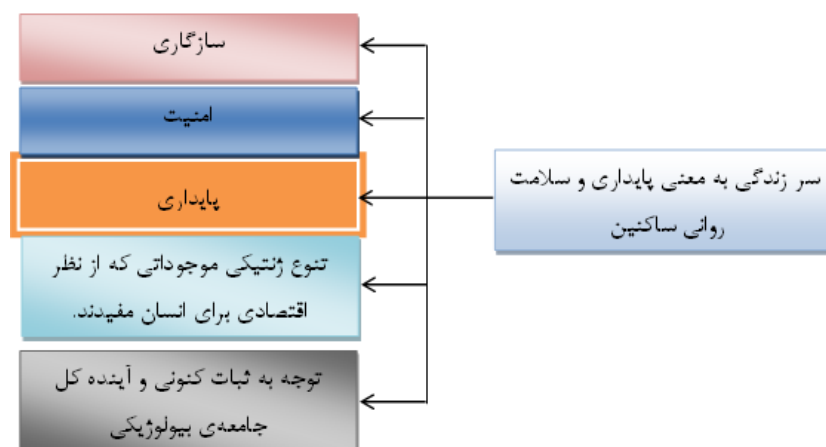 سر زندگی به معنی پایداری و سلامت
روانی ساکنین
سازگاری
امنیت
پایداری
تنوع ژنتیکی موجوداتی که از نظر
اقتصادی برای انسان مفیدند.
توجه به ثبات کنونی و آینده کل
جامعه‌ی بیولوژیکی